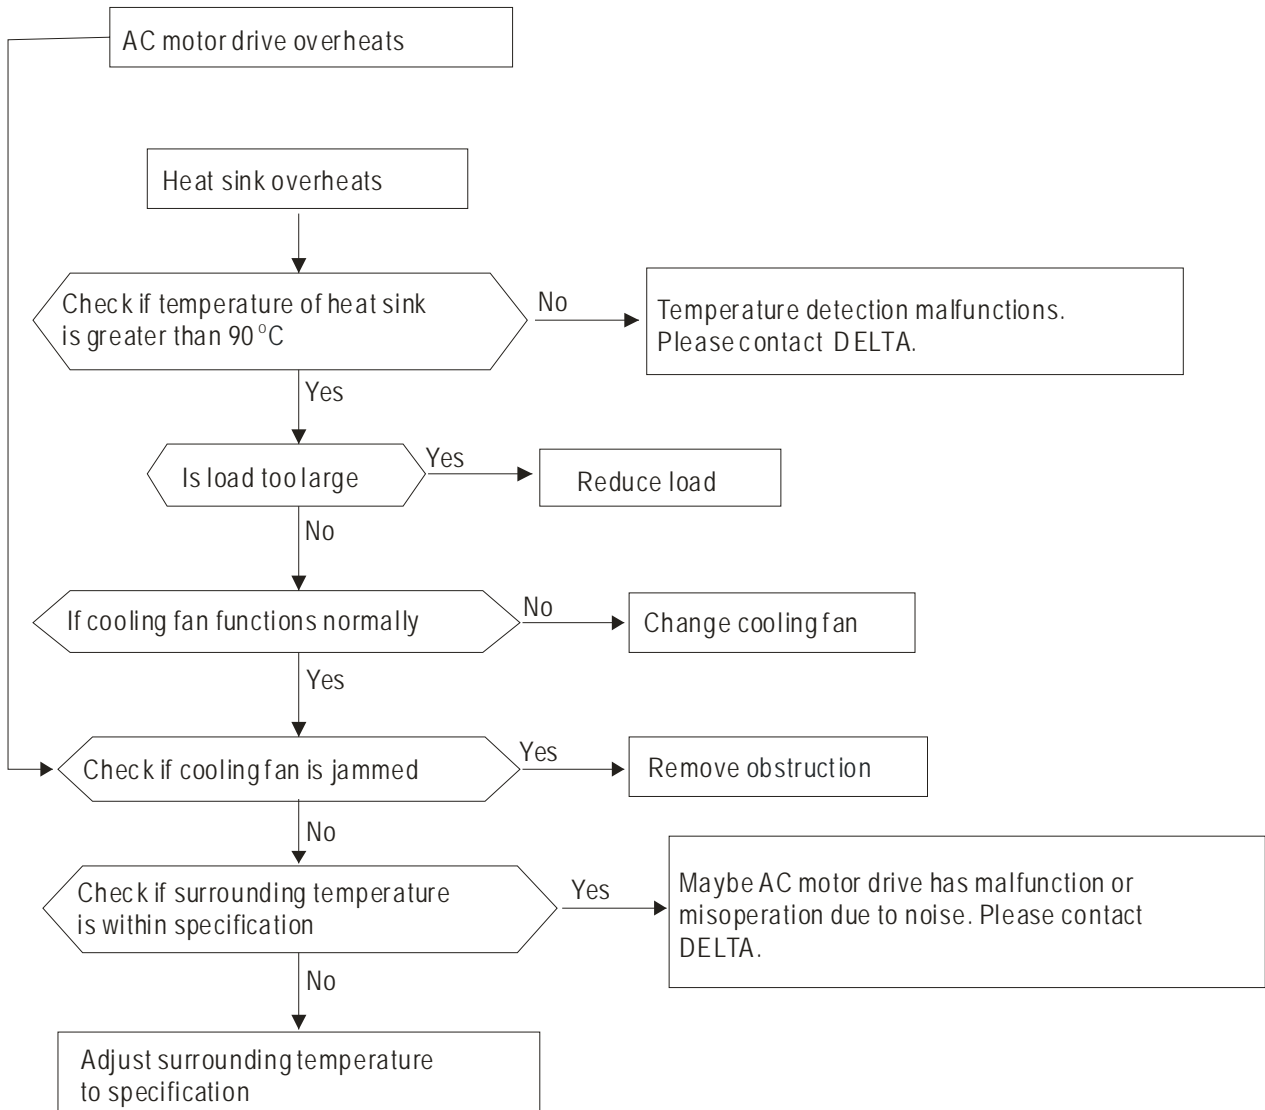 AC motor drive overheats
Heat sink overheats
Check if temperature of heat sink
is greater than 90°C
No
Temperature detection malfunctions.
Please contact DELTA.
Yes
Is load too large
Yes
Reduce load
No
If cooling fan functions normally
No
Change cooling fan
Yes
Check if cooling fan is jammed
Yes
Remove obstruction
No
Check if surrounding temperature
is within specification
Yes
Maybe AC motor drive has malfunction or
misoperation due to noise. Please contact
DELTA.
No
Adjust surrounding temperature
to specification